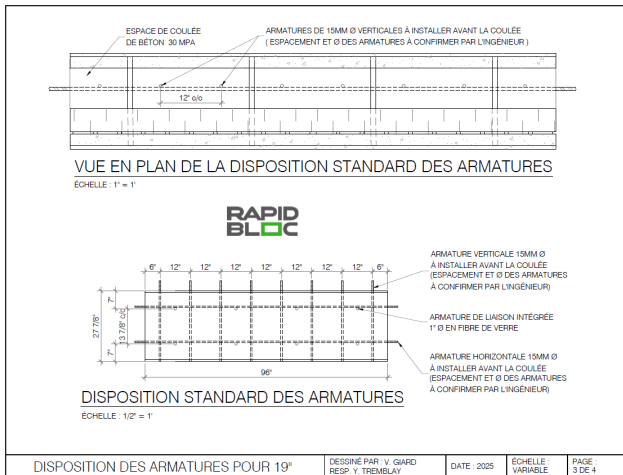 ESPACE DE COULÉE
DE BÉTON 30 MPA
ARMATURES DE 15MM Ø VERTICALES À INSTALLER AVANT LA COULÉE
( ESPACEMENT ET Ø DES ARMATURES À CONFIRMER PAR L'INGÉNIEUR )
12" c/c
VUE EN PLAN DE LA DISPOSITION STANDARD DES ARMATURES
ÉCHELLE : 1" = 1'
RAPID
BLOC
6" 12" 12" 12" 12" 12" 12" 12" 6"
ARMATURE VERTICALE 15MM Ø
À INSTALLER AVANT LA COULÉE
(ESPACEMENT ET Ø DES ARMATURES
À CONFIRMER PAR L'INGÉNIEUR)
27 7/8"
7"
13 7/8" c/c
7"
ARMATURE DE LIAISON INTÉGRÉE
1" Ø EN FIBRE DE VERRE
ARMATURE HORIZONTALE 15MM Ø
À INSTALLER AVANT LA COULÉE
(ESPACEMENT ET Ø DES ARMATURES
À CONFIRMER PAR L'INGÉNIEUR)
96"
DISPOSITION STANDARD DES ARMATURES
ÉCHELLE : 1/2" = 1'
DISPOSITION DES ARMATURES POUR 19"
DESSINÉ PAR : V. GIARD
RESP. Y. TREMBLAY
DATE : 2025
ÉCHELLE :
VARIABLE
PAGE :
3 DE 4